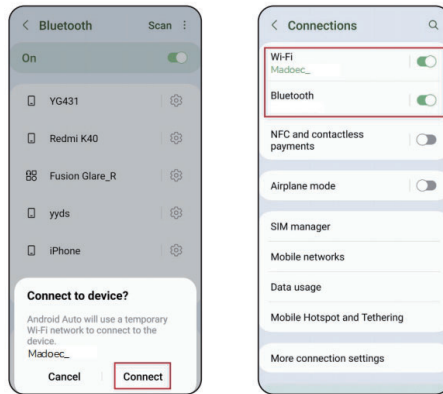 Bluetooth Scan
On
YG431
Redmi K40
Fusion Glare_R
yyds
iPhone
Connect to device?
Android Auto will use a temporary
Wi-Fi network to connect to the
device.
Madoec_
Cancel Connect
Connections
Wi-Fi
Madoec_
Bluetooth
NFC and contactless
payments
Airplane mode
SIM manager
Mobile networks
Data usage
Mobile Hotspot and Tethering
More connection settings